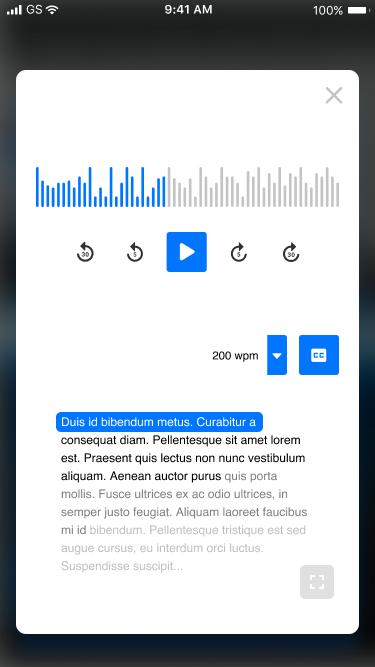 GS
9:41 AM
100%
30
5
5
30
200 wpm
CC
Duis id bibendum metus. Curabitur a
consequat diam. Pellentesque sit amet lorem
est. Praesent quis lectus non nunc vestibulum
aliquam. Aenean auctor purus quis porta
mollis. Fusce ultrices ex ac odio ultrices, in
semper justo feugiat. Aliquam laoreet faucibus
mi id bibendum. Pellentesque tristique est sed
augue cursus, eu interdum orci luctus.
Suspendisse suscipit...